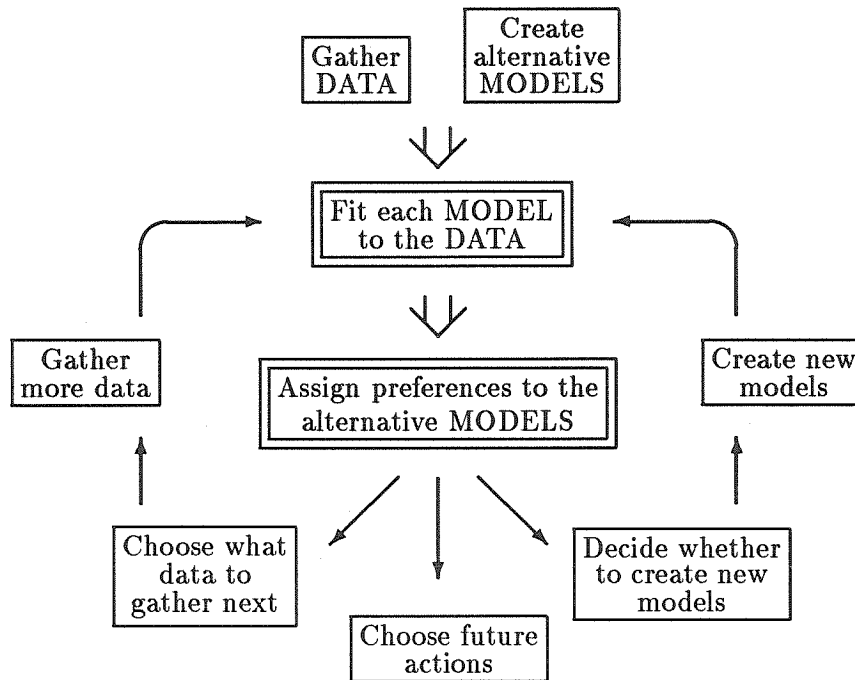 Gather
DATA
Create
alternative
MODELS
Fit each MODEL
to the DATA
Gather
more data
Assign preferences to the
alternative MODELS
Create new
models
Choose what
data to
gather next
Choose future
actions
Decide whether
to create new
models